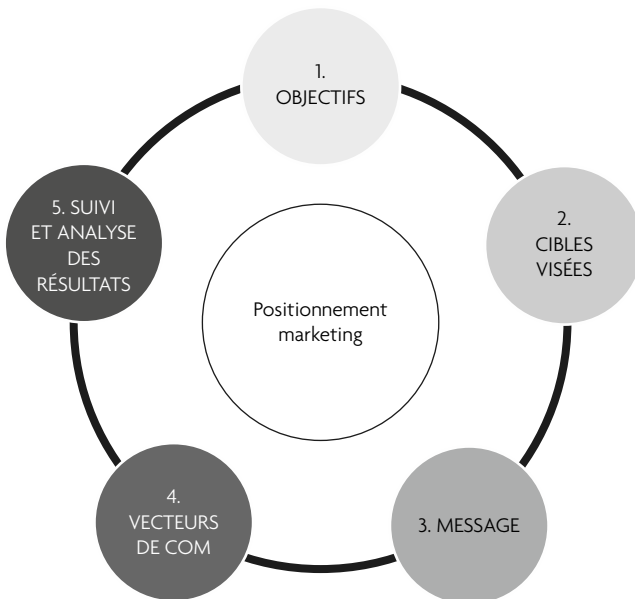 1.
OBJECTIFS
2.
CIBLES
VISÉES
3. MESSAGE
4.
VECTEURS
DE COM
5. SUIVI
ET ANALYSE
DES
RÉSULTATS
Positionnement
marketing